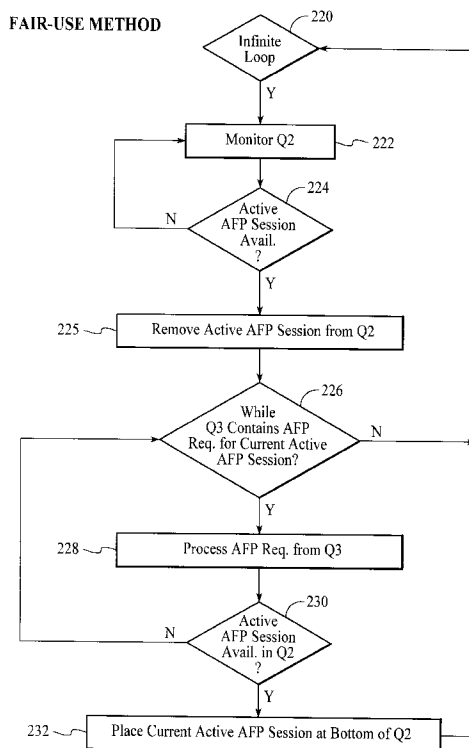 FAIR-USE METHOD
220
Infinite
Loop
Y
Monitor Q2
222
224
Active
AFP Session
Avail.
?
N
Y
225
Remove Active AFP Session from Q2
226
While
Q3 Contains AFP
Req. for Current Active
AFP Session?
N
Y
228
Process AFP Req. from Q3
230
Active
AFP Session
Avail. in Q2
?
N
Y
232
Place Current Active AFP Session at Bottom of Q2